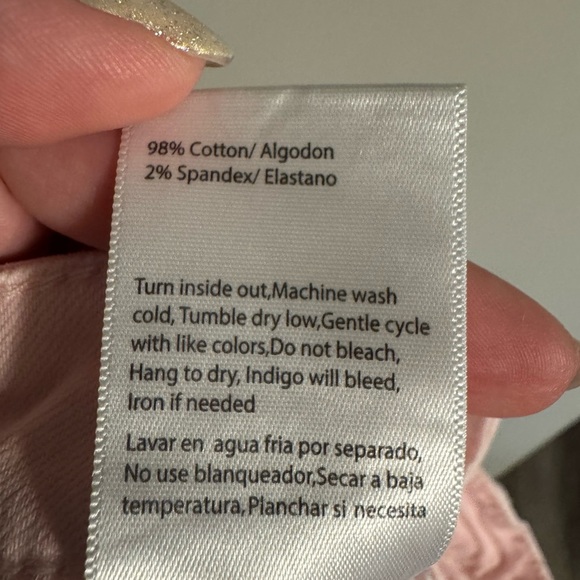 98% Cotton/ Algodon
2% Spandex/ Elastano
Turn inside out,Machine wash
cold, Tumble dry low,Gentle cycle
with like colors,Do not bleach,
Hang to dry, Indigo will bleed,
Iron if needed
Lavar en agua fria por separado,
No use blanqueador,Secar a baja
temperatura,Planchar si necesita